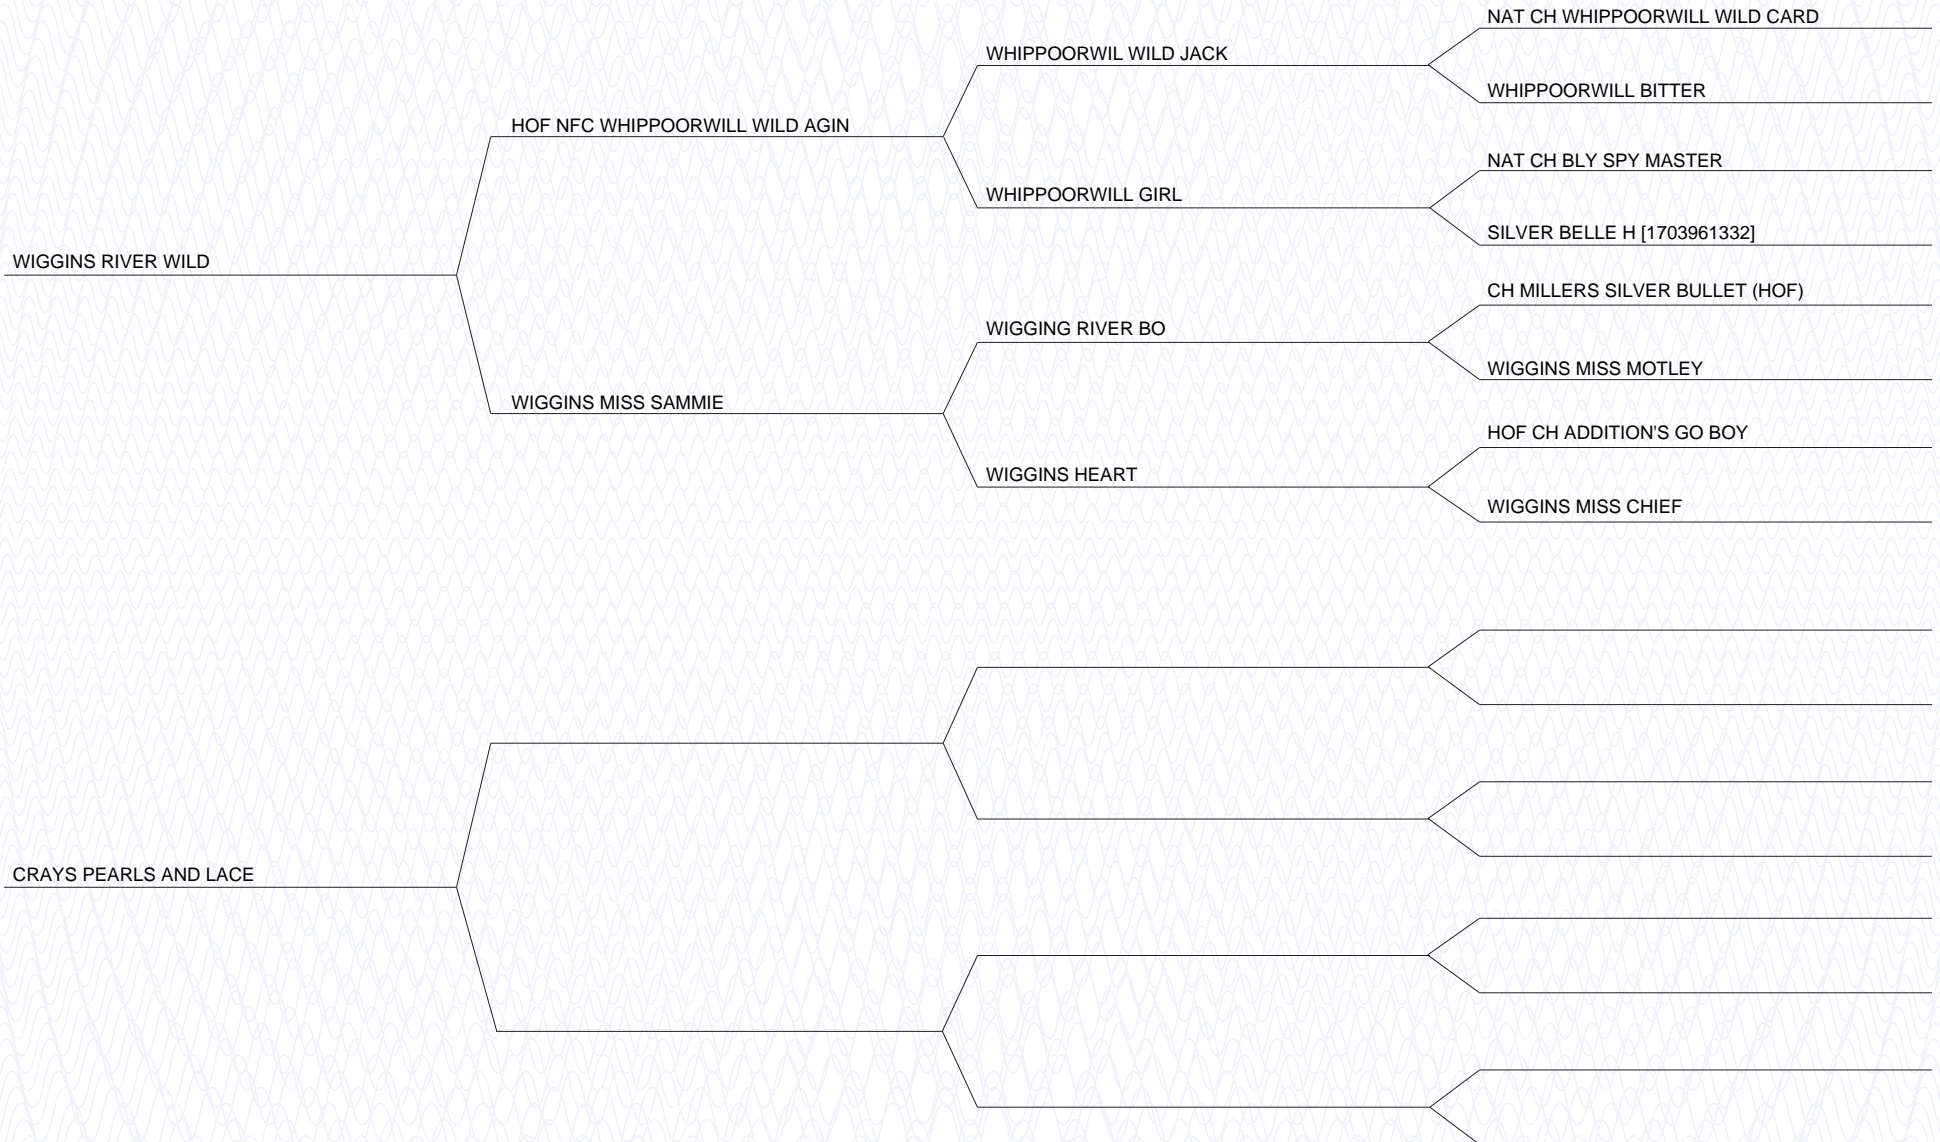 NAT CH WHIPPOORWILL WILD CARD
WHIPPOORWIL WILD JACK
WHIPPOORWILL BITTER
HOF NFC WHIPPOORWILL WILD AGIN
NAT CH BLY SPY MASTER
WHIPPOORWILL GIRL
SILVER BELLE H [1703961332]
WIGGINS RIVER WILD
CH MILLERS SILVER BULLET (HOF)
WIGGING RIVER BO
WIGGINS MISS MOTLEY
WIGGINS MISS SAMMIE
HOF CH ADDITION'S GO BOY
WIGGINS HEART
WIGGINS MISS CHIEF
CRAYS PEARLS AND LACE